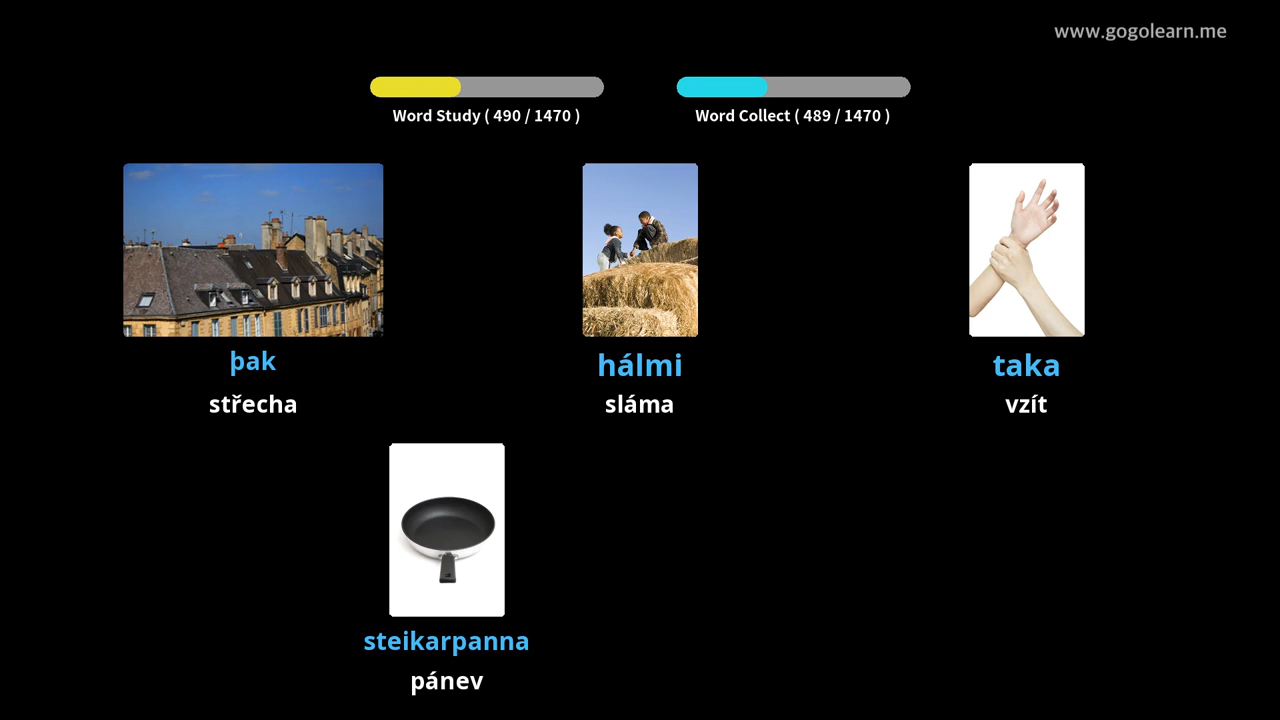 www.gogolearn.me
Word Study ( 490 / 1470 )
Word Collect ( 489 / 1470 )
þak
hálmi
taka
střecha
sláma
vzít
steikarpanna
pánev